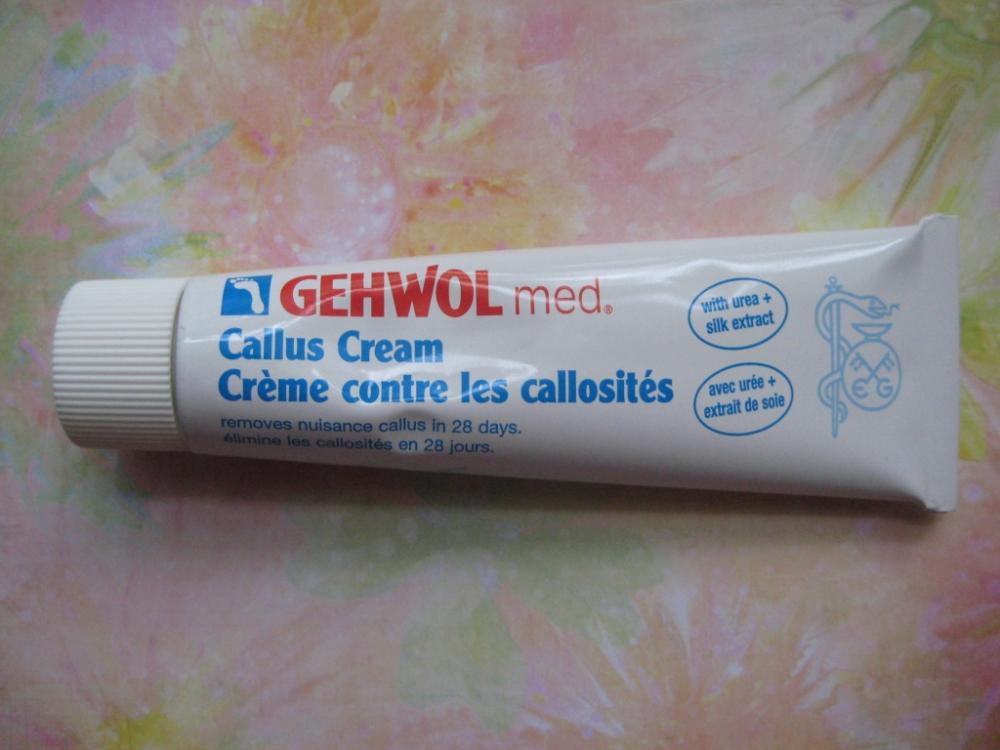 GEHWOL med®
Callus Cream
Crème contre les callosités
removes nuisance callus in 28 days.
élimine les callosités en 28 jours.
with urea +
silk extract
avec urée +
extrait de soie
EG